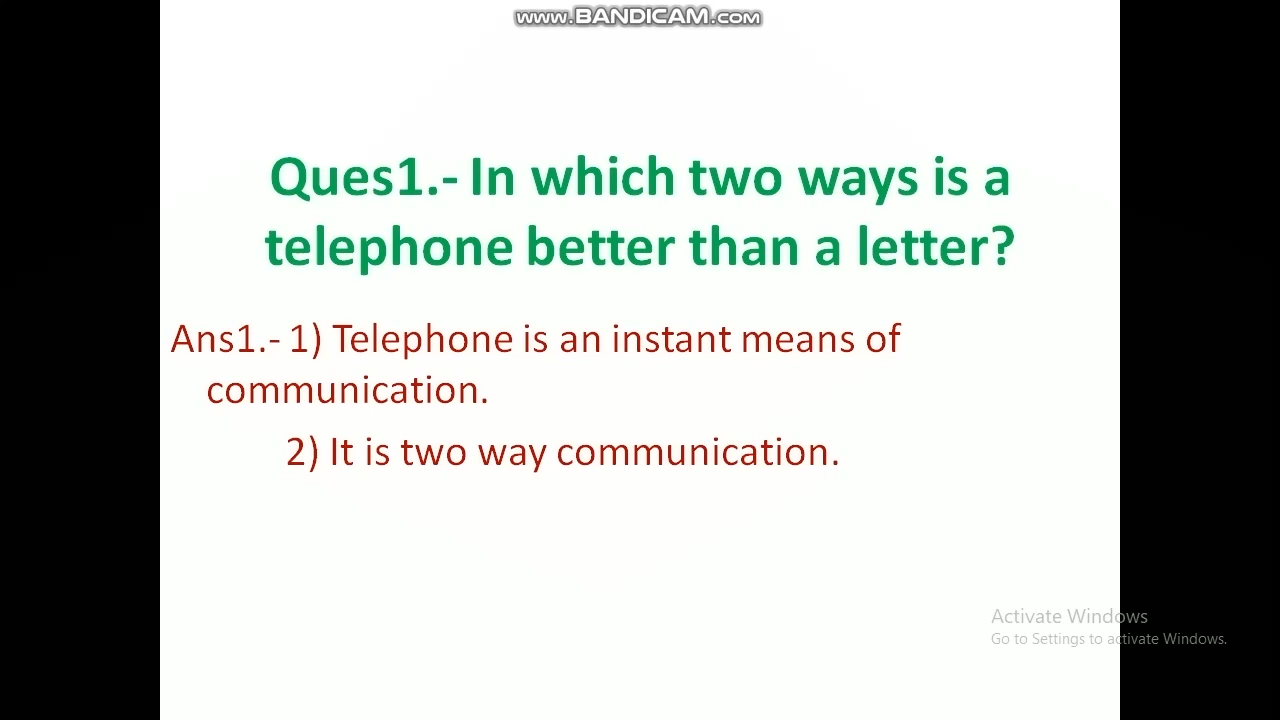 www.BANDICAM.com
Ques1.- In which two ways is a
telephone better than a letter?
Ans1.- 1) Telephone is an instant means of
communication.
2) It is two way communication.
Activate Windows
Go to Settings to activate Windows.